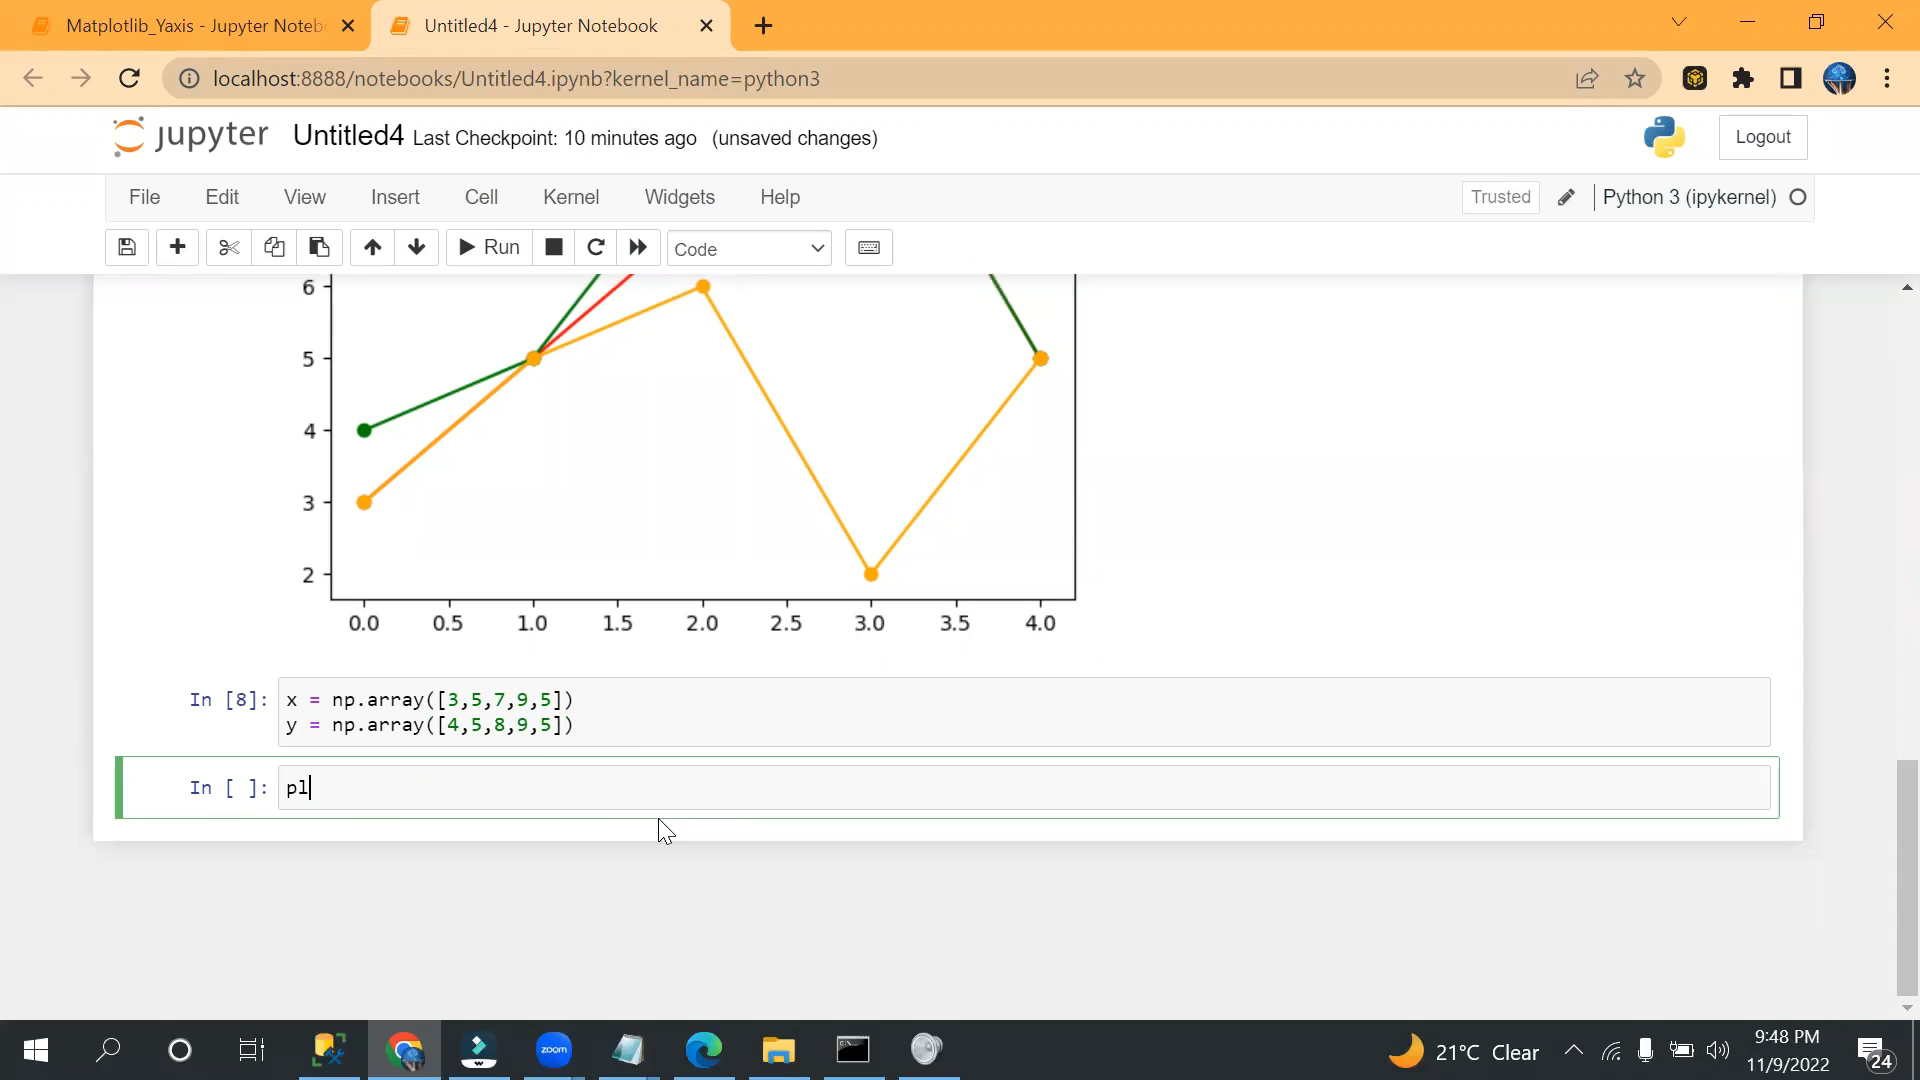 Matplotlib_Yaxis - Jupyter Noteb
Untitled4 - Jupyter Notebook
localhost:8888/notebooks/Untitled4.ipynb?kernel_name=python3
jupyter Untitled4 Last Checkpoint: 10 minutes ago (unsaved changes)
Logout
File Edit View Insert Cell Kernel Widgets Help
Trusted Python 3 (ipykernel)
Run Code
6
5
4
3
2
0.0 0.5 1.0 1.5 2.0 2.5 3.0 3.5 4.0
In [8]: x = np.array([3,5,7,9,5])
y = np.array([4,5,8,9,5])
In [ ]: pl
zoom
21°C Clear
9:48 PM
11/9/2022
24